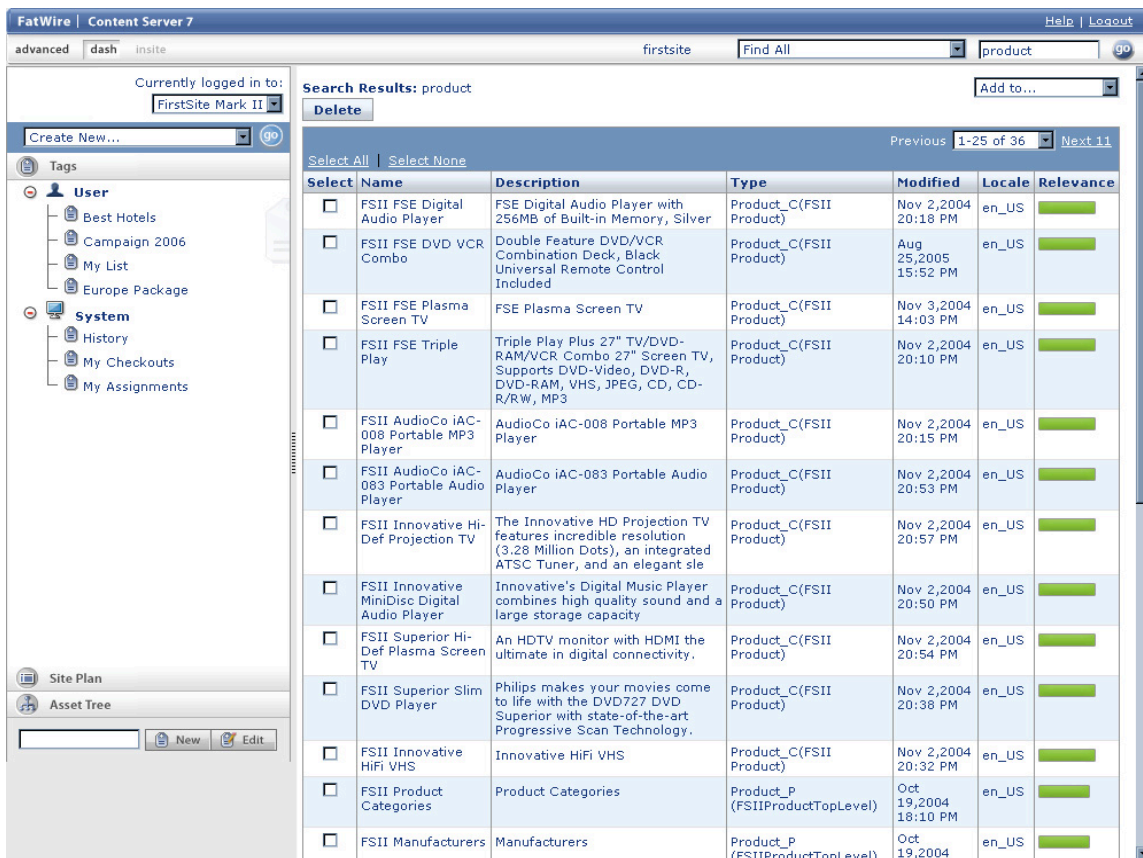 FatWire | Content Server 7
Help | Logout
advanced dash insite
firstsite
Find All
product
go
Currently logged in to:
FirstSite Mark II
Create New...
go
Tags
User
Best Hotels
Campaign 2006
My List
Europe Package
System
History
My Checkouts
My Assignments
Site Plan
Asset Tree
New
Edit
Search Results: product
Add to...
Delete
Previous 1-25 of 36 Next 11
Select All | Select None
Select Name Description Type Modified Locale Relevance
FSII FSE Digital
Audio Player
FSE Digital Audio Player with
256MB of Built-in Memory, Silver
Product_C(FSII
Product)
Nov 2,2004
20:18 PM
en_US
FSII FSE DVD VCR
Combo
Double Feature DVD/VCR
Combination Deck, Black
Universal Remote Control
Included
Product_C(FSII
Product)
Aug
25,2005
15:52 PM
en_US
FSII FSE Plasma
Screen TV
FSE Plasma Screen TV
Product_C(FSII
Product)
Nov 3,2004
14:03 PM
en_US
FSII FSE Triple
Play
Triple Play Plus 27" TV/DVD-
RAM/VCR Combo 27" Screen TV,
Supports DVD-Video, DVD-R,
DVD-RAM, VHS, JPEG, CD, CD-
R/RW, MP3
Product_C(FSII
Product)
Nov 2,2004
20:10 PM
en_US
FSII AudioCo iAC-
008 Portable MP3
Player
AudioCo iAC-008 Portable MP3
Player
Product_C(FSII
Product)
Nov 2,2004
20:15 PM
en_US
FSII AudioCo iAC-
083 Portable Audio
Player
AudioCo iAC-083 Portable Audio
Player
Product_C(FSII
Product)
Nov 2,2004
20:53 PM
en_US
FSII Innovative Hi-
Def Projection TV
The Innovative HD Projection TV
features incredible resolution
(3.28 Million Dots), an integrated
ATSC Tuner, and an elegant sle
Product_C(FSII
Product)
Nov 2,2004
20:57 PM
en_US
FSII Innovative
MiniDisc Digital
Audio Player
Innovative's Digital Music Player
combines high quality sound and a
large storage capacity
Product_C(FSII
Product)
Nov 2,2004
20:50 PM
en_US
FSII Superior Hi-
Def Plasma Screen
TV
An HDTV monitor with HDMI the
ultimate in digital connectivity.
Product_C(FSII
Product)
Nov 2,2004
20:54 PM
en_US
FSII Superior Slim
DVD Player
Philips makes your movies come
to life with the DVD727 DVD
Superior with state-of-the-art
Progressive Scan Technology.
Product_C(FSII
Product)
Nov 2,2004
20:38 PM
en_US
FSII Innovative
HiFi VHS
Innovative HiFi VHS
Product_C(FSII
Product)
Nov 2,2004
20:32 PM
en_US
FSII Product
Categories
Product Categories
Product_P
(FSIIProductTopLevel)
Oct
19,2004
18:10 PM
en_US
FSII Manufacturers
Manufacturers
Product_P
(FSIIProductTopLevel)
Oct
19,2004
en_US